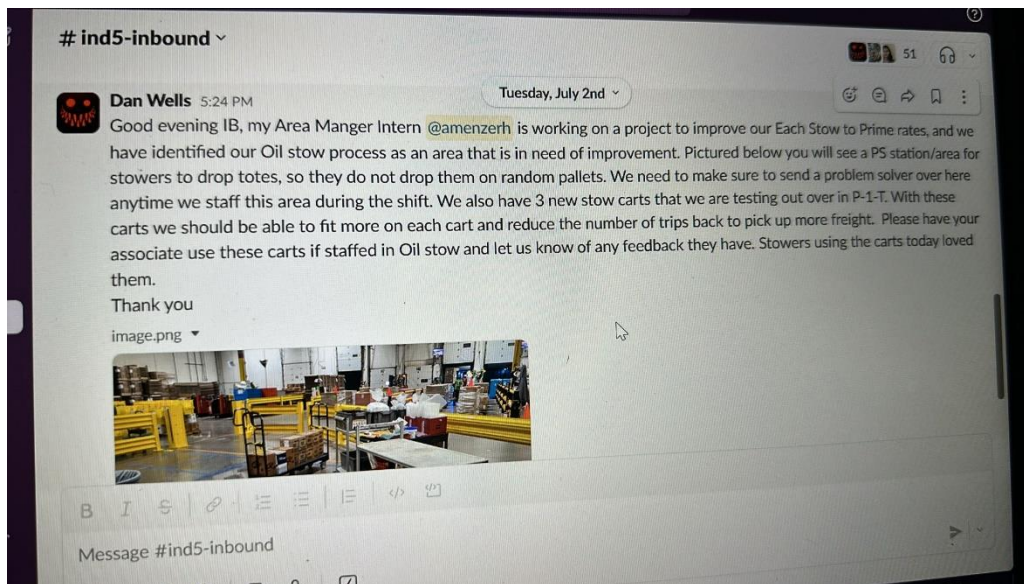 # ind5-inbound
51
Tuesday, July 2nd
Dan Wells 5:24 PM
Good evening IB, my Area Manger Intern @amenzerh is working on a project to improve our Each Stow to Prime rates, and we
have identified our Oil stow process as an area that is in need of improvement. Pictured below you will see a PS station/area for
stowers to drop totes, so they do not drop them on random pallets. We need to make sure to send a problem solver over here
anytime we staff this area during the shift. We also have 3 new stow carts that we are testing out over in P-1-T. With these
carts we should be able to fit more on each cart and reduce the number of trips back to pick up more freight. Please have your
associate use these carts if staffed in Oil stow and let us know of any feedback they have. Stowers using the carts today loved
them.
Thank you
image.png
Message #ind5-inbound